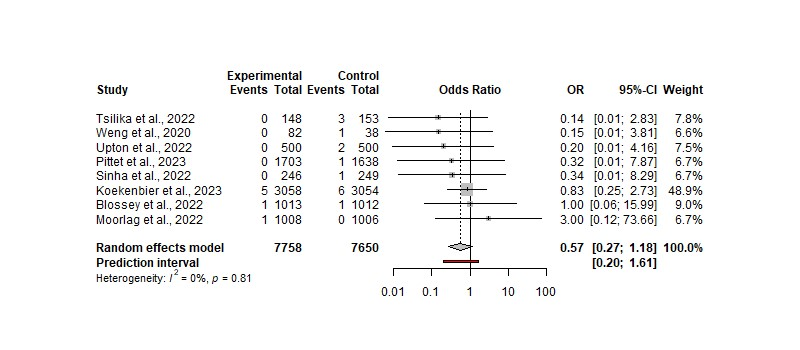 Experimental Control
Study Events Total Events Total Odds Ratio OR 95%-CI Weight
Tsilika et al., 2022 0 148 3 153 0.14 [0.01; 2.83] 7.8%
Weng et al., 2020 0 82 1 38 0.15 [0.01; 3.81] 6.6%
Upton et al., 2022 0 500 2 500 0.20 [0.01; 4.16] 7.6%
Pittet et al., 2023 0 1703 1 1638 0.32 [0.01; 7.87] 6.7%
Sinha et al., 2022 0 246 1 249 0.34 [0.01; 8.29] 6.7%
Koekenbier et al., 2023 5 3058 6 3054 0.83 [0.25; 2.73] 48.9%
Blossey et al., 2022 1 1013 1 1012 1.00 [0.06; 15.99] 9.0%
Moorlag et al., 2022 1 1008 0 1006 3.00 [0.12; 73.66] 6.7%
Random effects model 7758 7650 0.57 [0.27; 1.18] 100.0%
Prediction interval [0.20; 1.61]
Heterogeneity: I² = 0%, p = 0.81
0.01 0.1 1 10 100